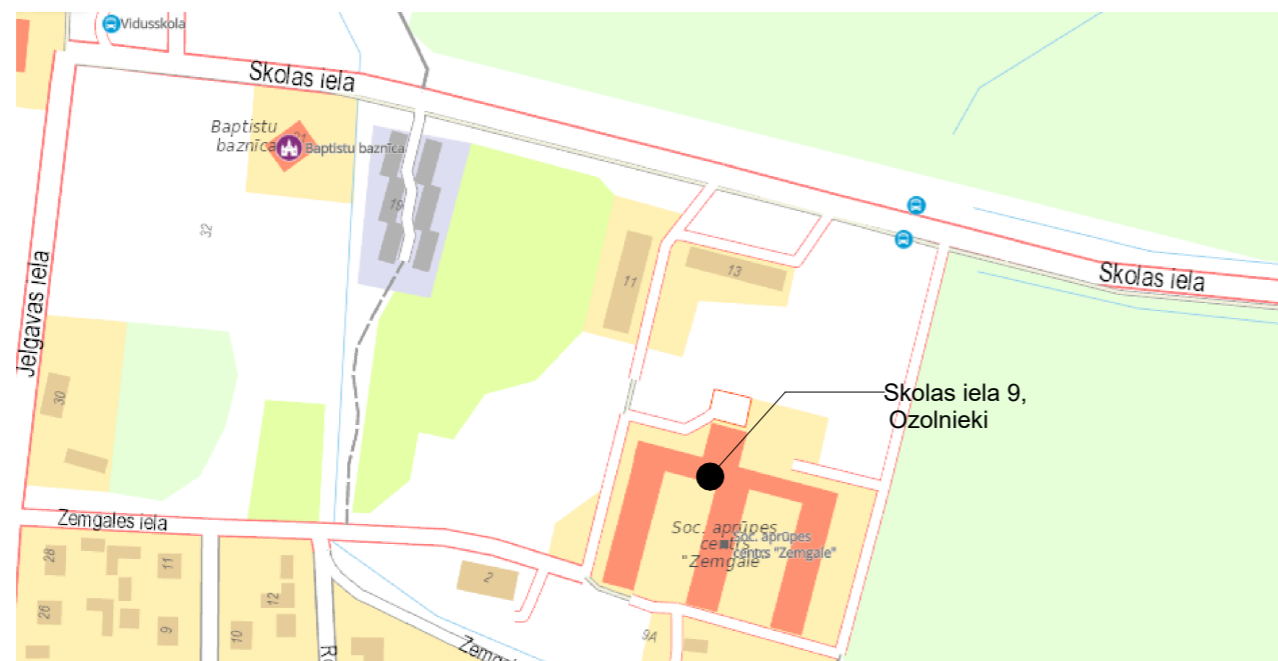 Vidusskola
Skolas iela
Baptistu
baznīca
21
Baptistu baznīca
19
32
Jelgavas iela
11
13
Skolas iela
30
Skolas iela 9,
Ozolnieki
Zemgales iela
Soc. aprūpes
centrs
"Zemgale"
Soc. aprūpes
centrs "Zemgale"
28
11
2
26
12
9
10
9A